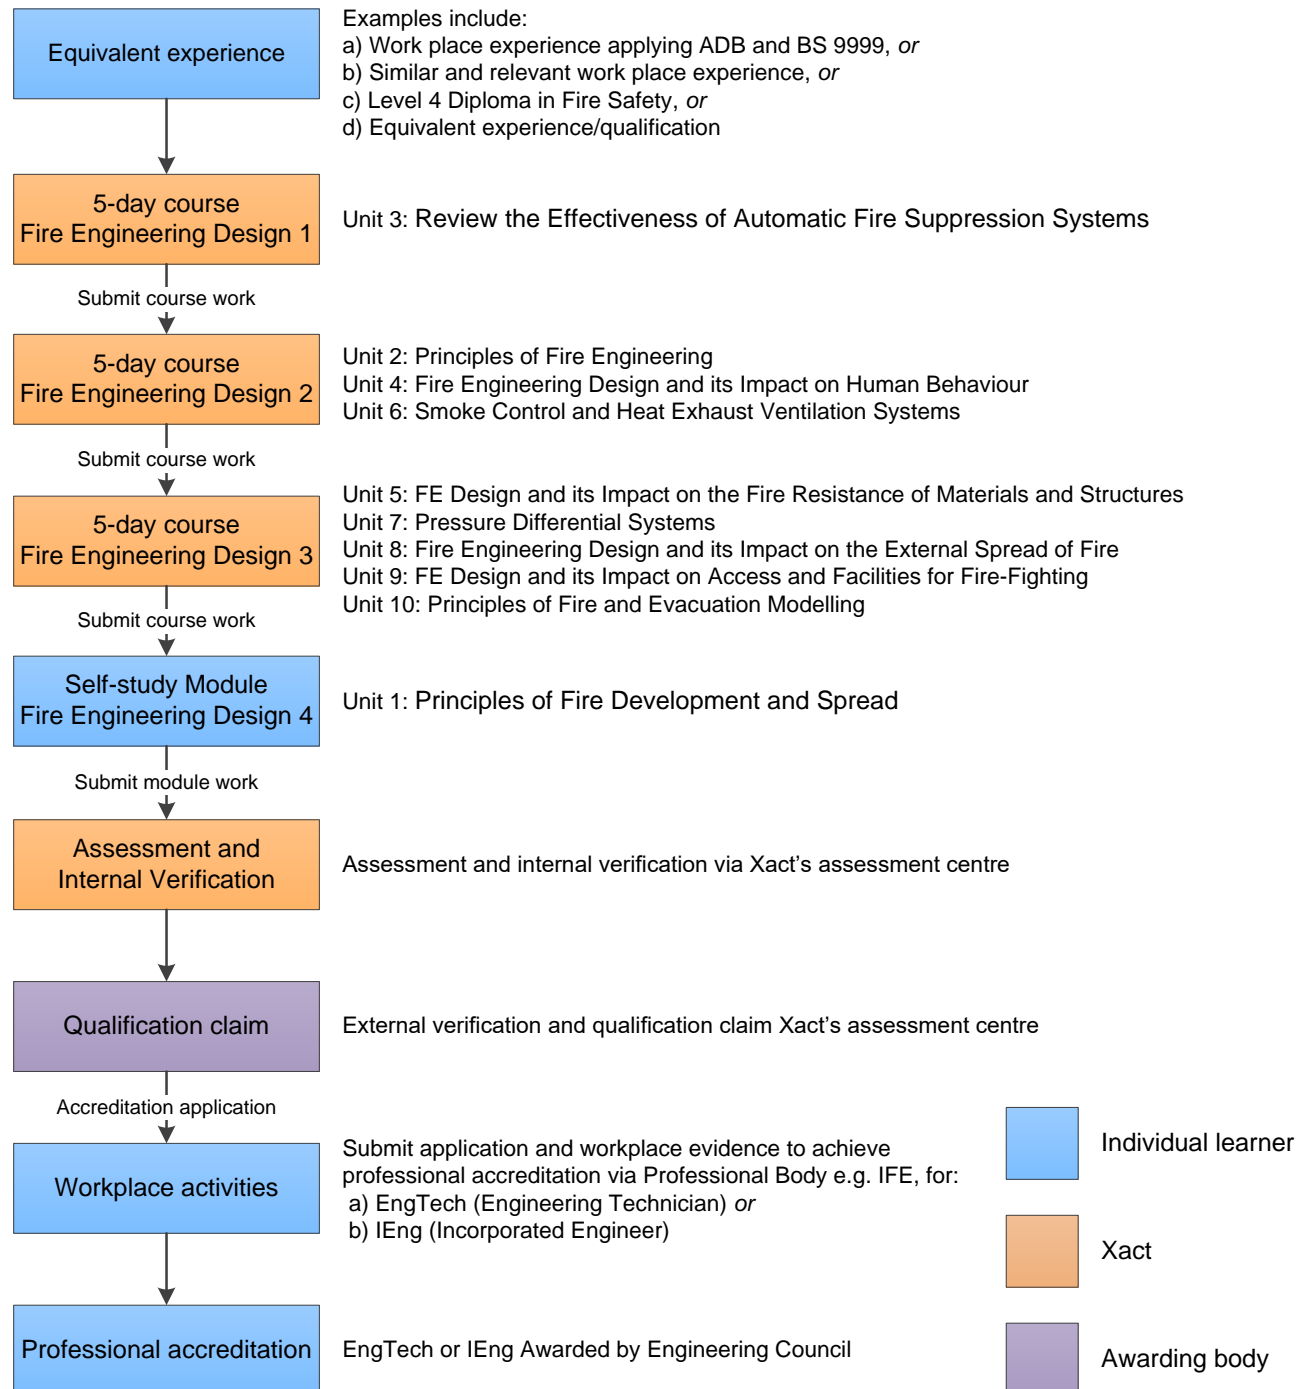 Equivalent experience
Examples include:
a) Work place experience applying ADB and BS 9999, or
b) Similar and relevant work place experience, or
c) Level 4 Diploma in Fire Safety, or
d) Equivalent experience/qualification
5-day course
Fire Engineering Design 1
Unit 3: Review the Effectiveness of Automatic Fire Suppression Systems
Submit course work
5-day course
Fire Engineering Design 2
Unit 2: Principles of Fire Engineering
Unit 4: Fire Engineering Design and its Impact on Human Behaviour
Unit 6: Smoke Control and Heat Exhaust Ventilation Systems
Submit course work
5-day course
Fire Engineering Design 3
Unit 5: FE Design and its Impact on the Fire Resistance of Materials and Structures
Unit 7: Pressure Differential Systems
Unit 8: Fire Engineering Design and its Impact on the External Spread of Fire
Unit 9: FE Design and its Impact on Access and Facilities for Fire-Fighting
Unit 10: Principles of Fire and Evacuation Modelling
Submit course work
Self-study Module
Fire Engineering Design 4
Unit 1: Principles of Fire Development and Spread
Submit module work
Assessment and
Internal Verification
Assessment and internal verification via Xact's assessment centre
Qualification claim
External verification and qualification claim Xact's assessment centre
Accreditation application
Workplace activities
Submit application and workplace evidence to achieve
professional accreditation via Professional Body e.g. IFE, for:
a) EngTech (Engineering Technician) or
b) IEng (Incorporated Engineer)
Professional accreditation
EngTech or IEng Awarded by Engineering Council
Individual learner
Xact
Awarding body